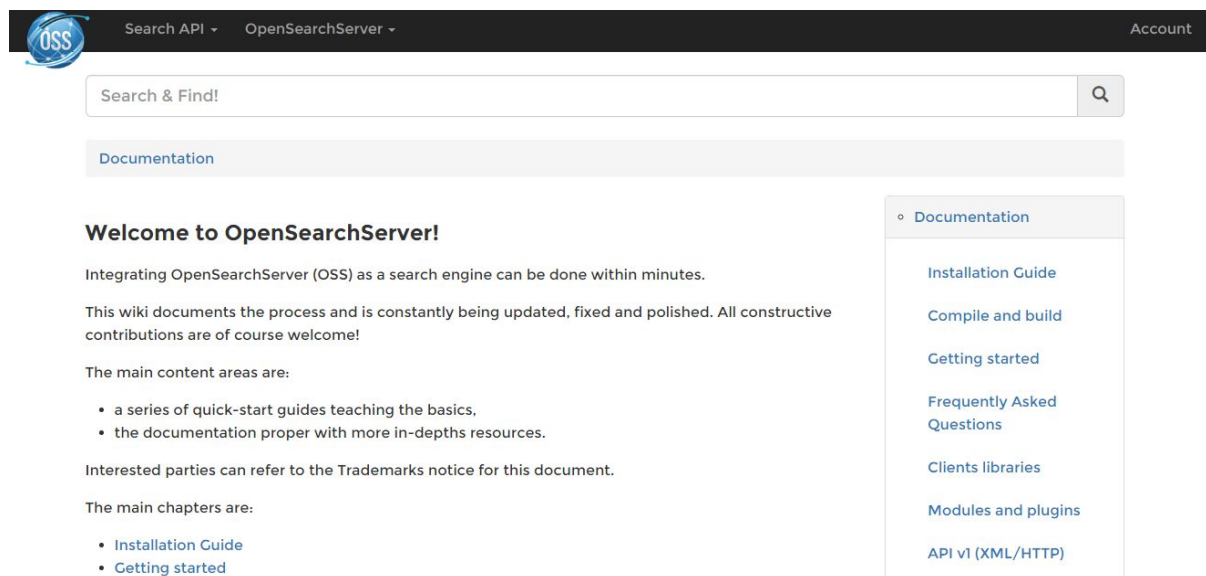 OSS
Search API
OpenSearchServer
Account
Search & Find!
Documentation
Welcome to OpenSearchServer!
Integrating OpenSearchServer (OSS) as a search engine can be done within minutes.
This wiki documents the process and is constantly being updated, fixed and polished. All constructive
contributions are of course welcome!
The main content areas are:
• a series of quick-start guides teaching the basics,
• the documentation proper with more in-depths resources.
Interested parties can refer to the Trademarks notice for this document.
The main chapters are:
• Installation Guide
• Getting started
Documentation
Installation Guide
Compile and build
Getting started
Frequently Asked
Questions
Clients libraries
Modules and plugins
API v1 (XML/HTTP)